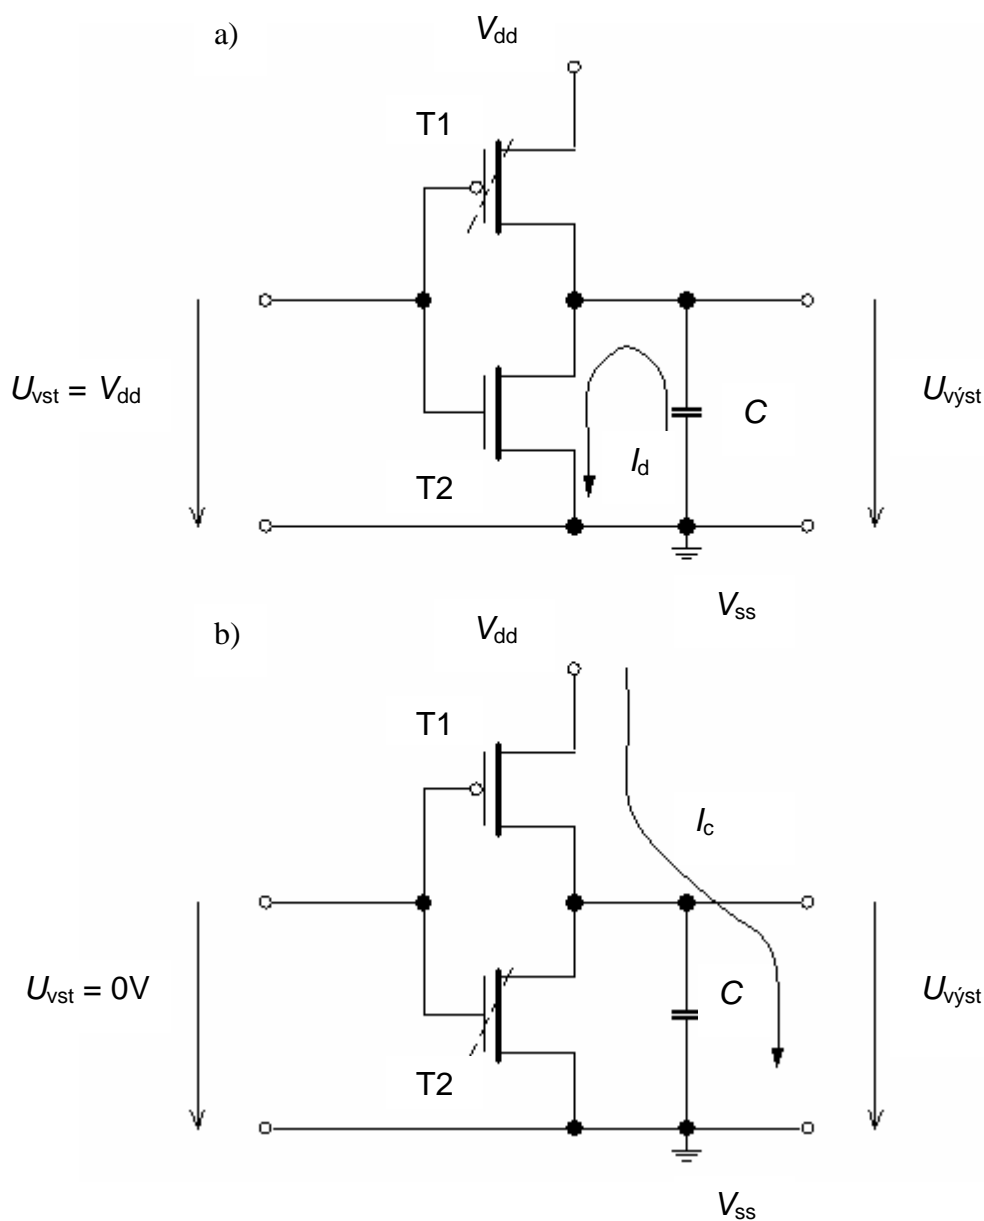 a)
Vdd
T1
Uvst = Vdd
C
Uvýst
Id
T2
Vss
b)
Vdd
T1
Ic
Uvst = 0V
C
Uvýst
T2
Vss